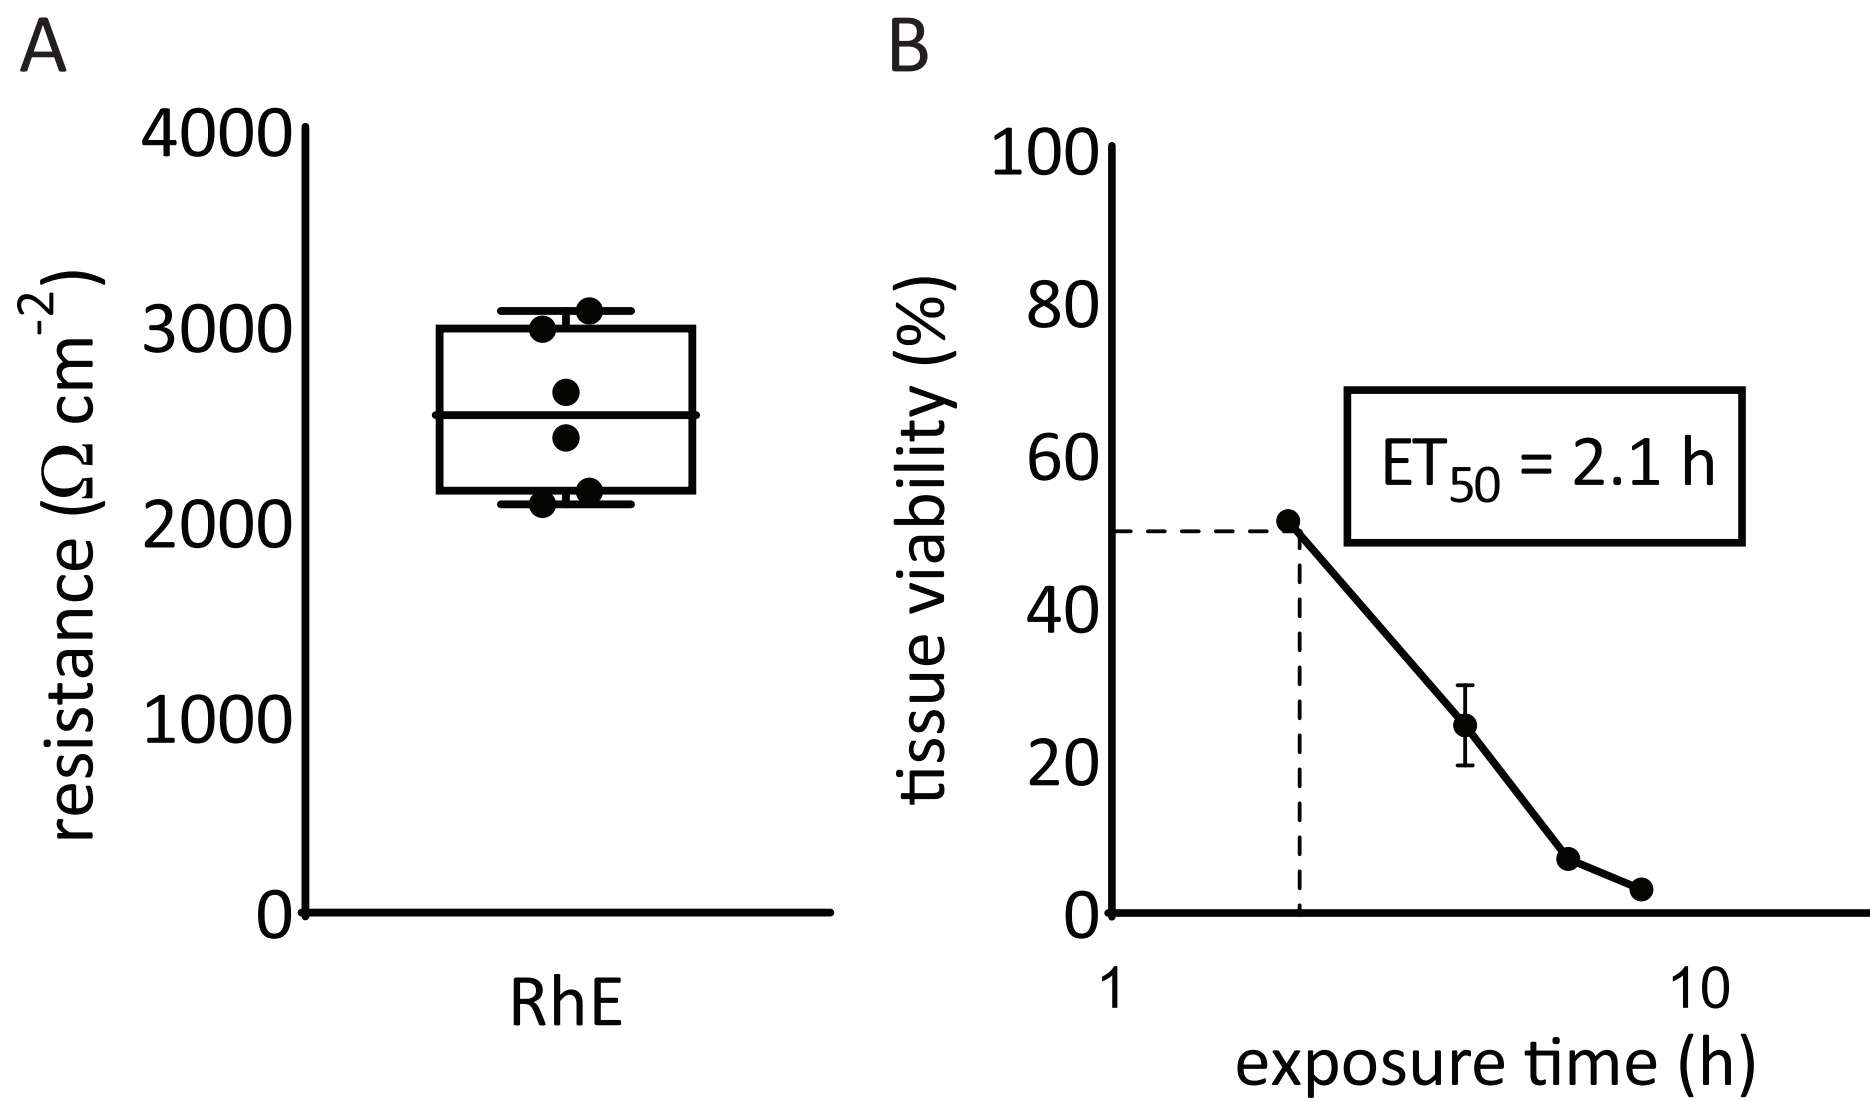 A
resistance (Ω cm⁻²)
4000
3000
2000
1000
0
RhE
B
tissue viability (%)
100
80
60
40
20
0
ET₅₀ = 2.1 h
1
10
exposure time (h)